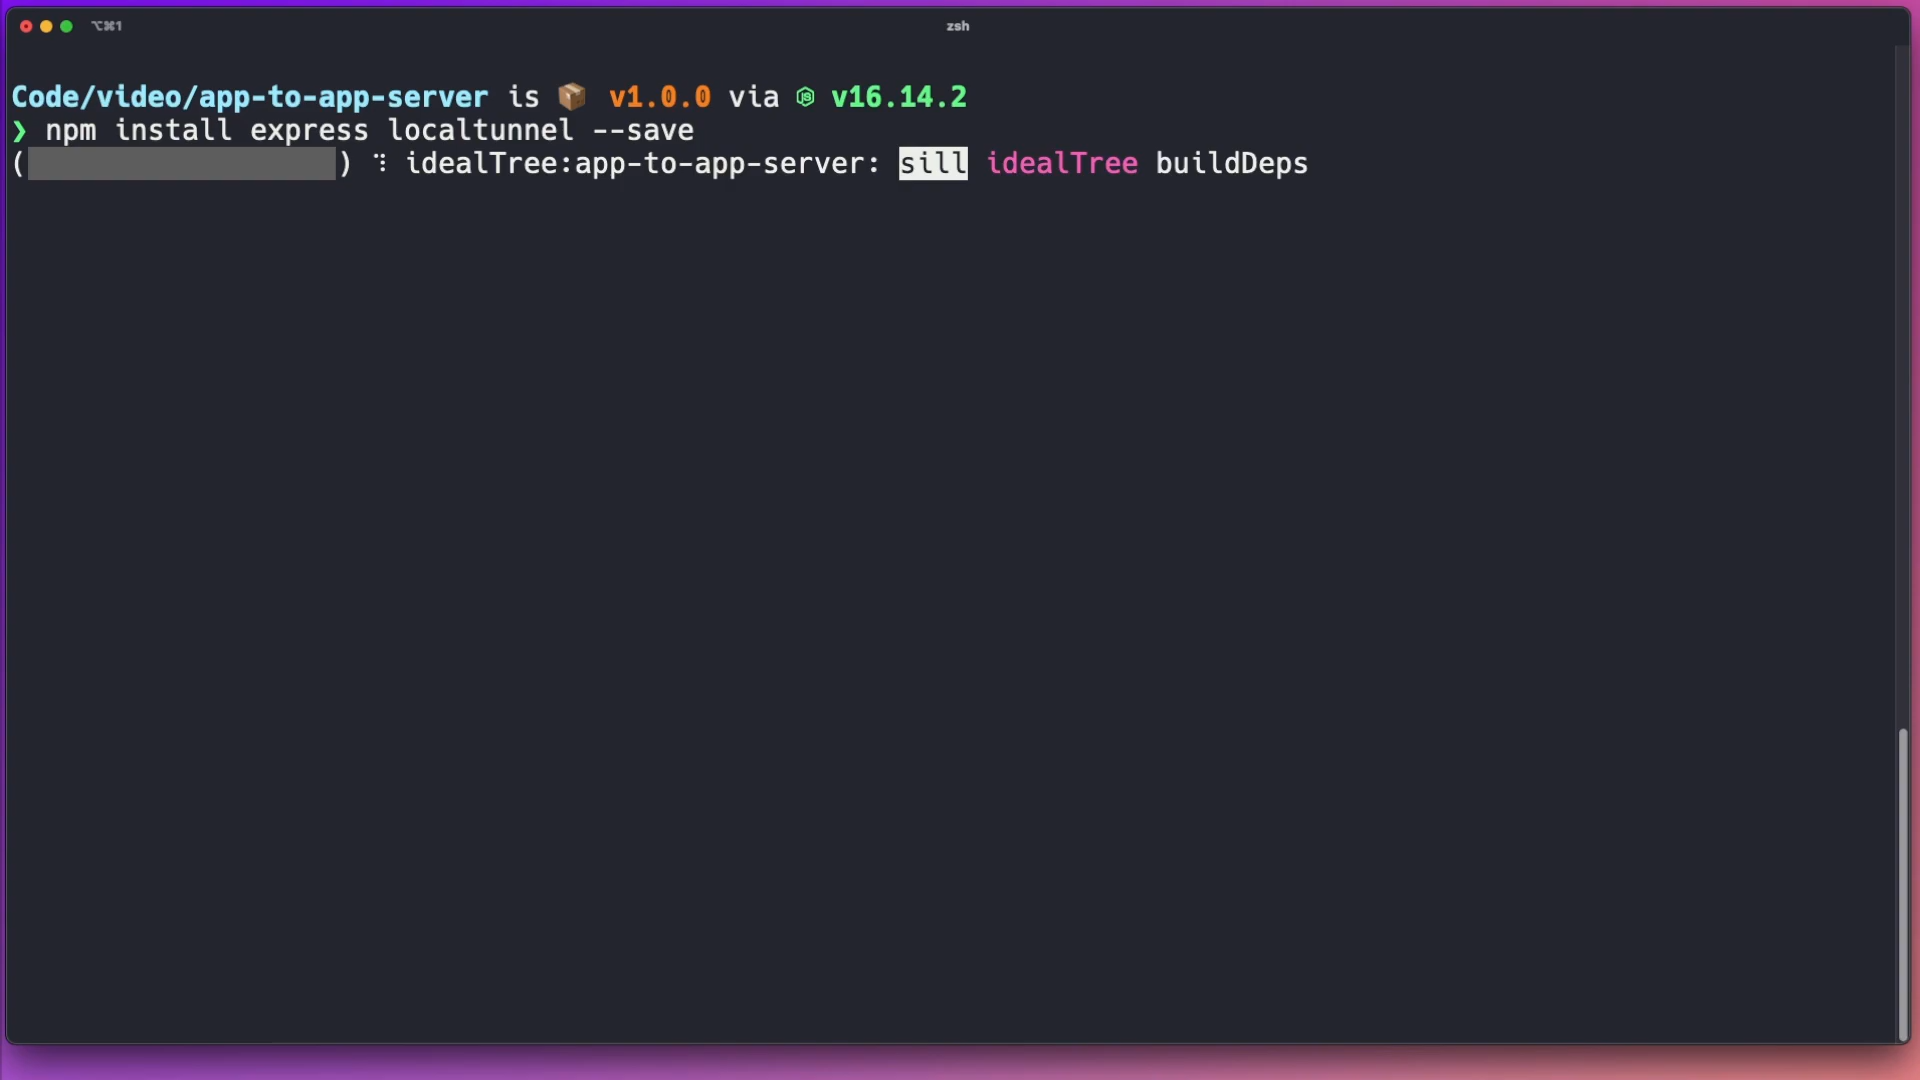 ⌥⌘1
zsh
Code/video/app-to-app-server is 📦 v1.0.0 via v16.14.2
❯ npm install express localtunnel --save
( ) ⠹ idealTree:app-to-app-server: sill idealTree buildDeps